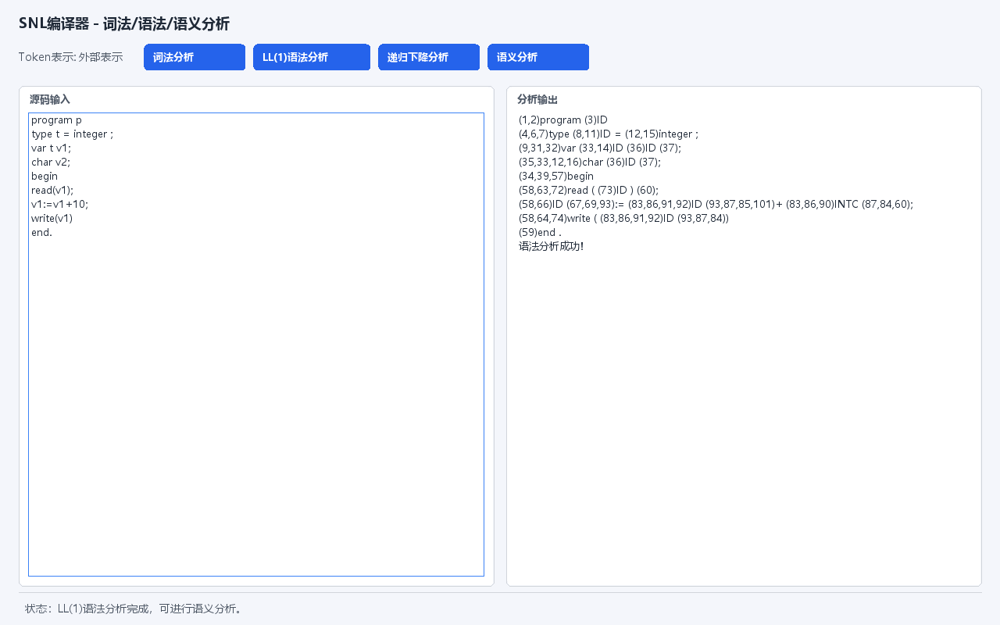 SNL编译器 - 词法/语法/语义分析
Token表示: 外部表示 词法分析 LL(1)语法分析 递归下降分析 语义分析
源码输入
program p
type t = integer ;
var t v1;
char v2;
begin
read(v1);
v1:=v1+10;
write(v1)
end.
分析输出
(1,2)program (3)ID
(4,6,7)type (8,11)ID = (12,15)integer ;
(9,31,32)var (33,14)ID (36)ID (37);
(35,33,12,16)char (36)ID (37);
(34,39,57)begin
(58,63,72)read ( (73)ID ) (60);
(58,66)ID (67,69,93):= (83,86,91,92)ID (93,87,85,101)+ (83,86,90)INTC (87,84,60);
(58,64,74)write ( (83,86,91,92)ID (93,87,84))
(59)end .
语法分析成功!
状态：LL(1)语法分析完成，可进行语义分析。